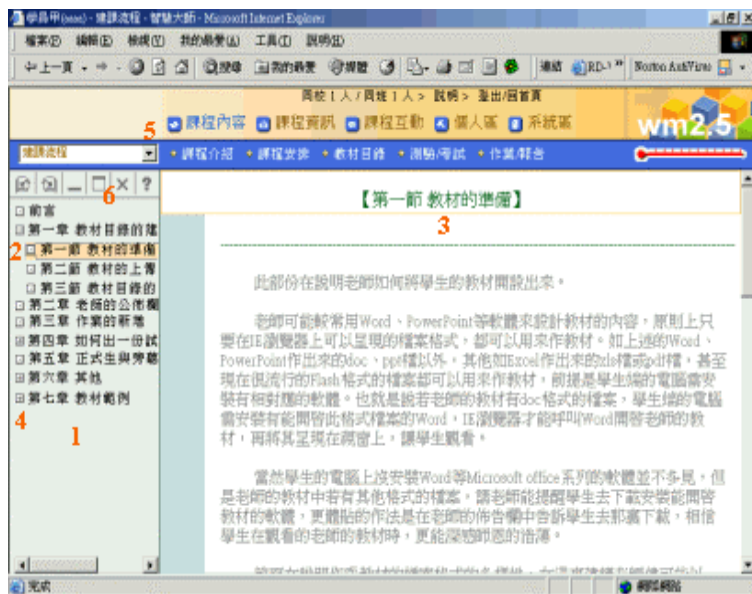 學員甲(aaaa) - 建課流程 - 智慧大師 - Microsoft Internet Explorer
檔案(F) 編輯(E) 檢視(V) 我的最愛(A) 工具(T) 說明(H)
上一頁 搜尋 我的最愛 媒體 連結 RD-1 » Norton AntiVirus
同校 1 人 / 同班 1 人 > 說明 > 登出/回首頁
5 課程內容 課程資訊 課程互動 個人區 系統區
wm2.5
建課流程 課程介紹 課程安排 教材目錄 測驗/考試 作業/報告
6
前言
第一章 教材目錄的建
2 第一節 教材的準備
第二節 教材的上傳
第三節 教材目錄的
第二章 老師的公佈欄
第三章 作業的新增
第四章 如何出一份試
第五章 正式生與旁聽
第六章 其他
第七章 教材範例
4
1
【第一節 教材的準備】
3
此部份在說明老師如何將學生的教材開設出來。
老師可能較常用Word、PowerPoint等軟體來設計教材的內容，原則上只
要在IE瀏覽器上可以呈現的檔案格式，都可以用來作教材。如上述的Word、
PowerPoint作出來的doc、ppt檔以外，其他如Excel作出來的xls檔或pdf檔，甚至
現在很流行的Flash格式的檔案都可以用來作教材，前提是學生端的電腦需安
裝有相對應的軟體。也就是說若老師的教材有doc格式的檔案，學生端的電腦
需安裝有能開啓此格式檔案的Word，IE瀏覽器才能呼叫Word開啓老師的教
材，再將其呈現在視窗上，讓學生觀看。
當然學生的電腦上沒安裝Word等Microsoft office系列的軟體並不多見，但
是老師的教材中若有其他格式的檔案，請老師能提醒學生去下載安裝能開啓
教材的軟體，更體貼的作法是在老師的佈告欄中告訴學生去那裏下載，相信
學生在觀看的老師的教材時，更能深感師恩的浩蕩。
完成 網際網路